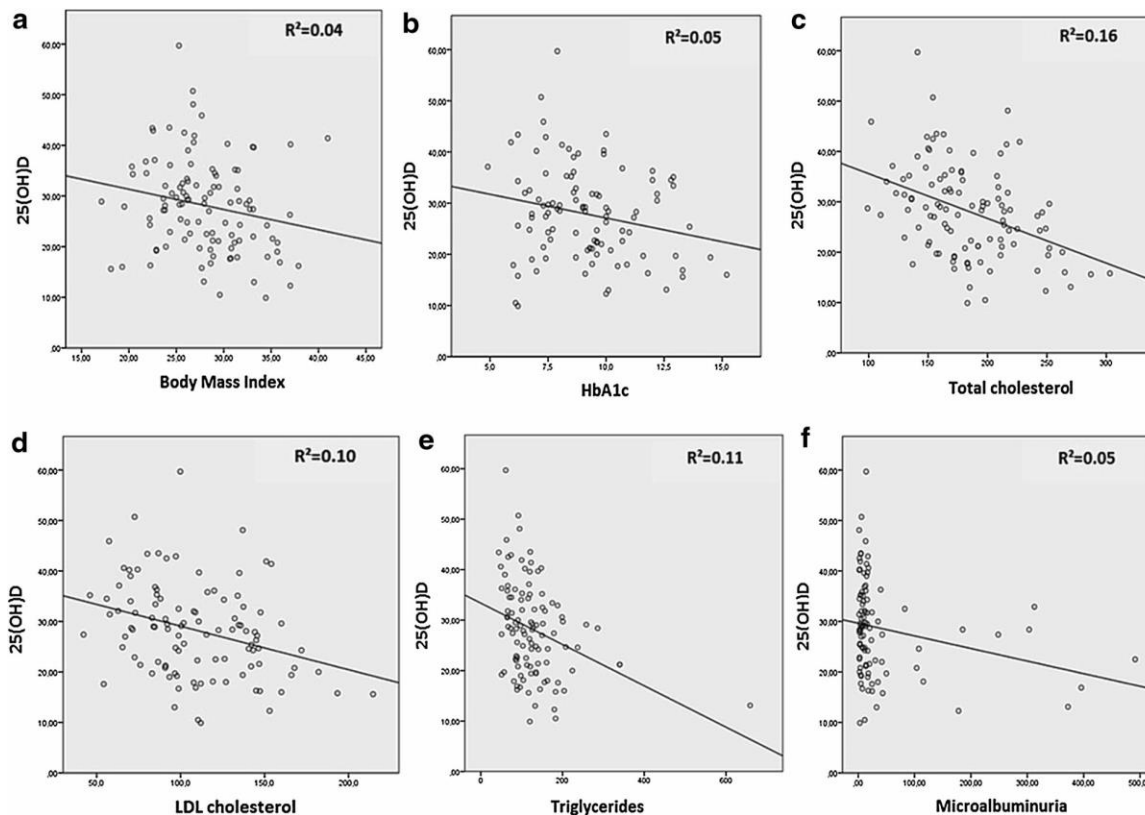 a
R²=0.04
60,00
50,00
40,00
30,00
20,00
10,00
,00
25(OH)D
15,00 20,00 25,00 30,00 35,00 40,00 45,00
Body Mass Index
b
R²=0.05
60,00
50,00
40,00
30,00
20,00
10,00
,00
25(OH)D
5,0 7,5 10,0 12,5 15,0
HbA1c
c
R²=0.16
60,00
50,00
40,00
30,00
20,00
10,00
,00
25(OH)D
100 150 200 250 300
Total cholesterol
d
R²=0.10
60,00
50,00
40,00
30,00
20,00
10,00
,00
25(OH)D
50,0 100,0 150,0 200,0
LDL cholesterol
e
R²=0.11
60,00
50,00
40,00
30,00
20,00
10,00
,00
25(OH)D
0 200 400 600
Triglycerides
f
R²=0.05
60,00
50,00
40,00
30,00
20,00
10,00
,00
25(OH)D
,00 100,00 200,00 300,00 400,00
Microalbuminuria